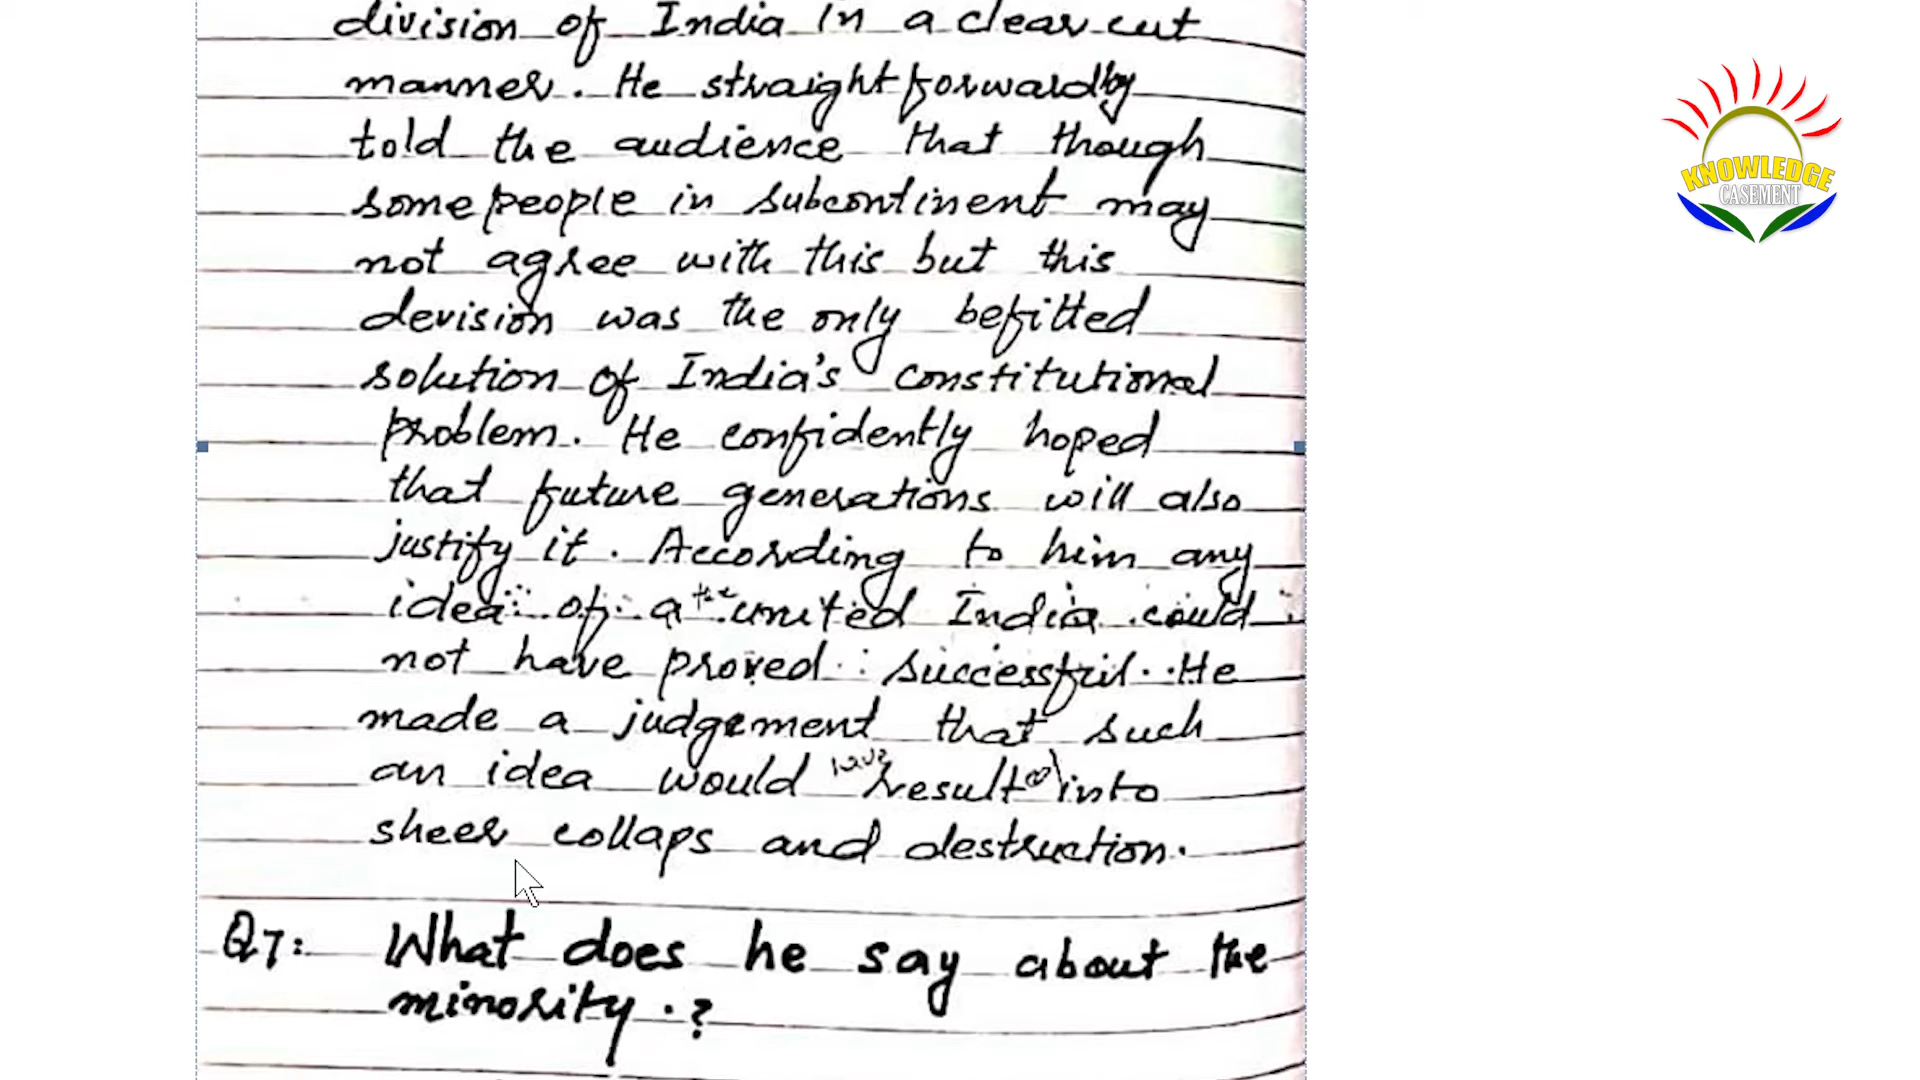 division of India in a clear cut
manner. He straight forwardly
told the audience that though
some people in subcontinent may
not agree with this but this
devision was the only befitted
solution of India's constitutional
problem. He confidently hoped
that future generations will also
justify it. According to him any
idea of a the united India could
not have proved successful. He
made a judgement that such
an idea would have result into
sheer collaps and destruction.
Q7: What does he say about the
minority.?
KNOWLEDGE
CASEMENT